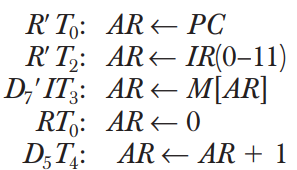 R′T₀: AR ← PC
R′T₂: AR ← IR(0–11)
D₇′IT₃: AR ← M[AR]
RT₀: AR ← 0
D₅T₄: AR ← AR + 1